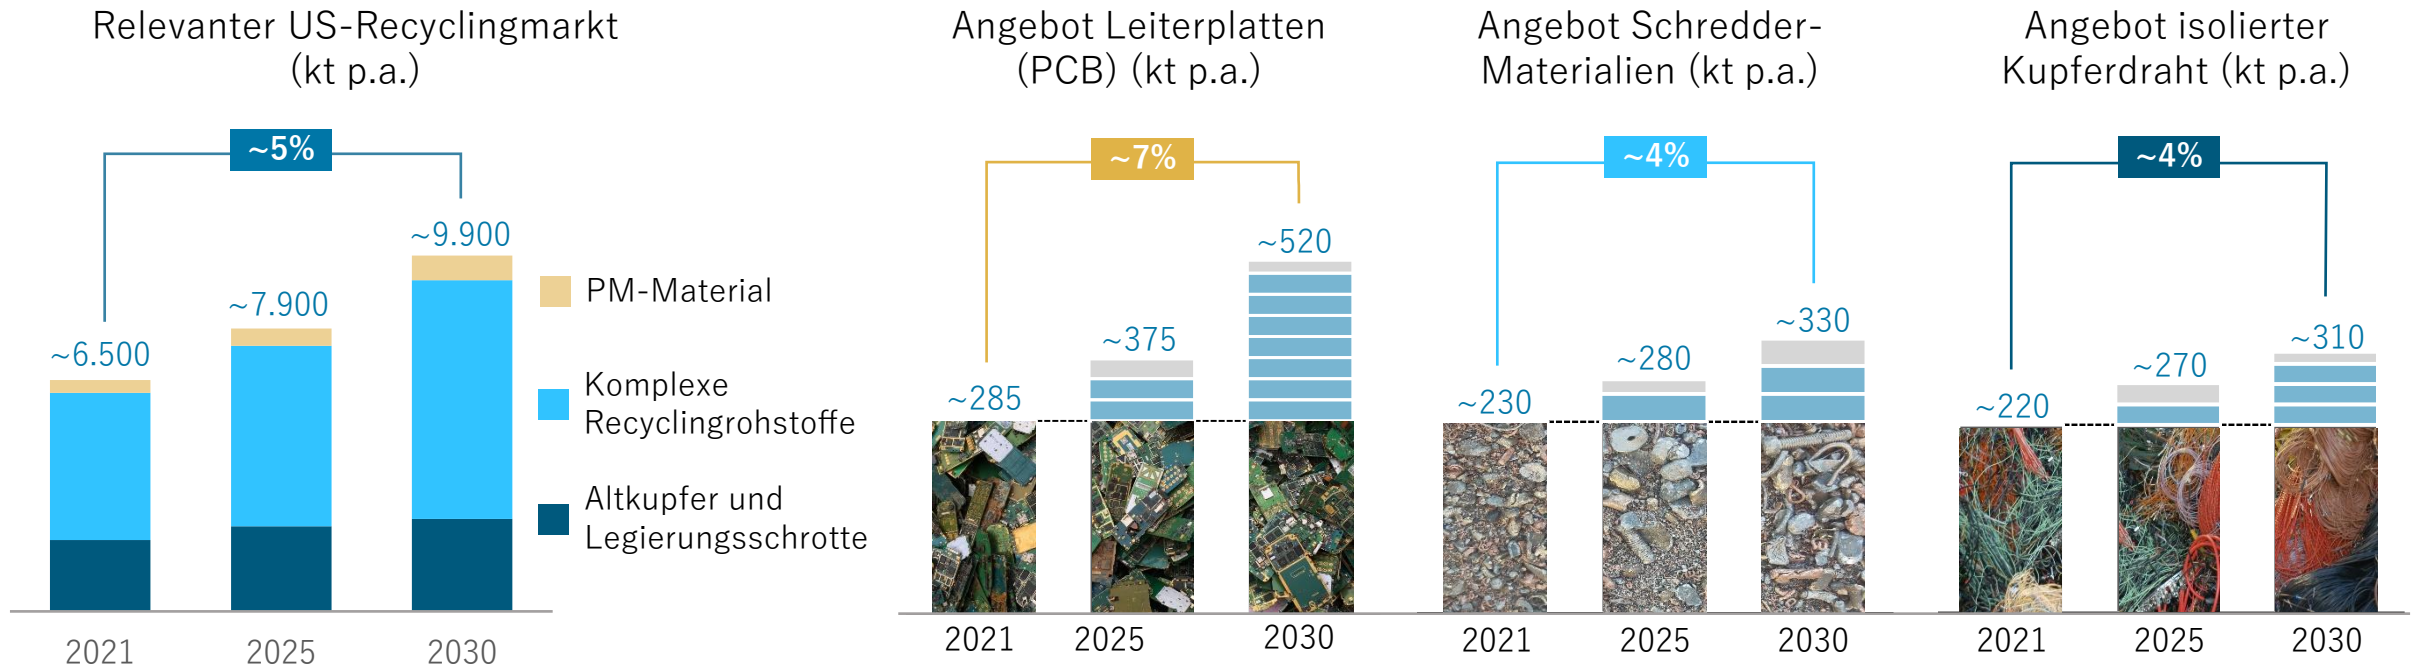 Relevanter US-Recyclingmarkt
(kt p.a.)
~5%
~6.500
~7.900
~9.900
2021
2025
2030
PM-Material
Komplexe
Recyclingrohstoffe
Altkupfer und
Legierungsschrotte
Angebot Leiterplatten
(PCB) (kt p.a.)
~7%
~285
~375
~520
2021
2025
2030
Angebot Schredder-
Materialien (kt p.a.)
~4%
~230
~280
~330
2021
2025
2030
Angebot isolierter
Kupferdraht (kt p.a.)
~4%
~220
~270
~310
2021
2025
2030